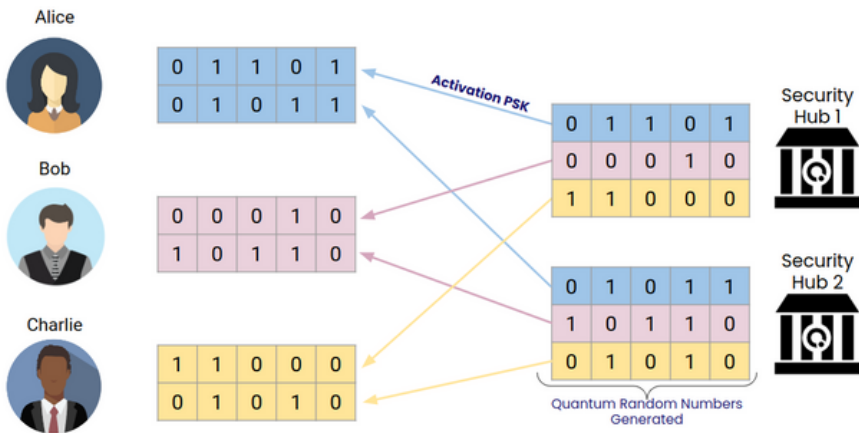 Alice
0 1 1 0 1
0 1 0 1 1
Bob
0 0 0 1 0
1 0 1 1 0
Charlie
1 1 0 0 0
0 1 0 1 0
Activation PSK
0 1 1 0 1
0 0 0 1 0
1 1 0 0 0
Security
Hub 1
0 1 0 1 1
1 0 1 1 0
0 1 0 1 0
Security
Hub 2
Quantum Random Numbers
Generated